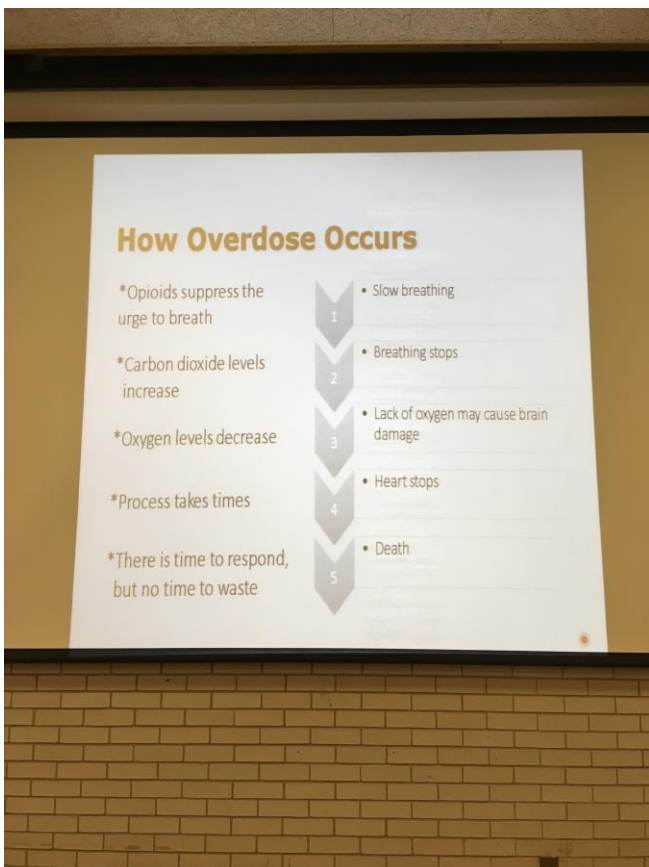 How Overdose Occurs
*Opioids suppress the
urge to breath
*Carbon dioxide levels
increase
*Oxygen levels decrease
*Process takes times
*There is time to respond,
but no time to waste
1
• Slow breathing
2
• Breathing stops
3
• Lack of oxygen may cause brain
damage
4
• Heart stops
5
• Death